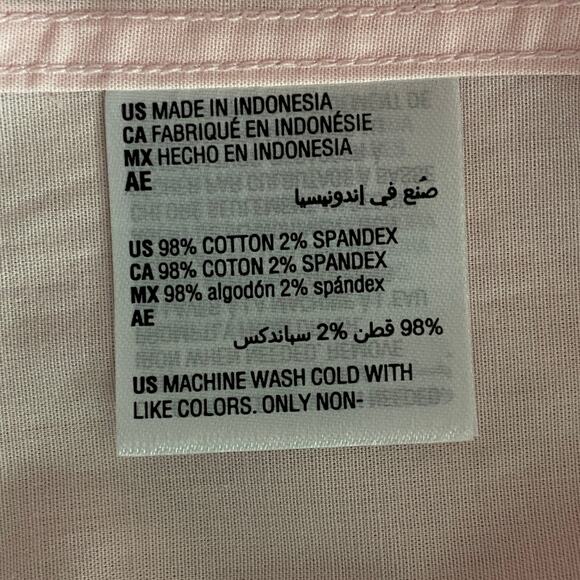 US MADE IN INDONESIA
CA FABRIQUÉ EN INDONÉSIE
MX HECHO EN INDONESIA
AE
صُنع في إندونيسيا
US 98% COTTON 2% SPANDEX
CA 98% COTON 2% SPANDEX
MX 98% algodón 2% spándex
AE
98% قطن 2% سباندكس
US MACHINE WASH COLD WITH
LIKE COLORS. ONLY NON-